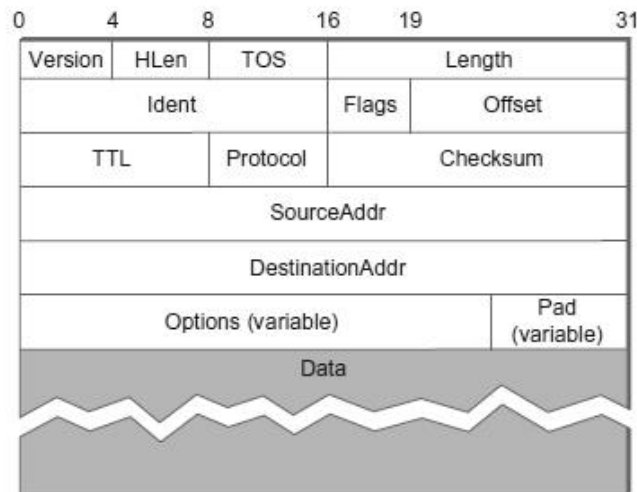 0 4 8 16 19 31
Version HLen TOS Length
Ident Flags Offset
TTL Protocol Checksum
SourceAddr
DestinationAddr
Options (variable) Pad
(variable)
Data